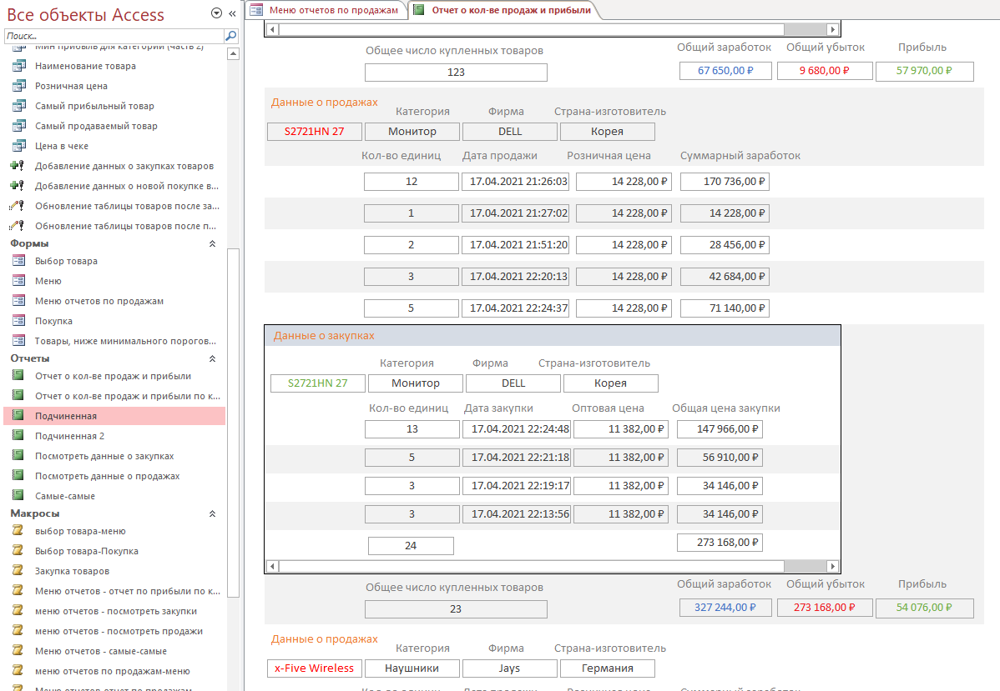 Все объекты Access
Поиск...
Мин прибыль для категории (часть 2)
Наименование товара
Розничная цена
Самый прибыльный товар
Самый продаваемый товар
Цена в чеке
Добавление данных о закупках товаров
Добавление данных о новой покупке в...
Обновление таблицы товаров после за...
Обновление таблицы товаров после п...
Формы
Выбор товара
Меню
Меню отчетов по продажам
Покупка
Товары, ниже минимального порогов...
Отчеты
Отчет о кол-ве продаж и прибыли
Отчет о кол-ве продаж и прибыли по к...
Подчиненная
Подчиненная 2
Посмотреть данные о закупках
Посмотреть данные о продажах
Самые-самые
Макросы
выбор товара-меню
Выбор товара-Покупка
Закупка товаров
Меню отчетов - отчет по прибыли по к...
меню отчетов - посмотреть закупки
меню отчетов - посмотреть продажи
Меню отчетов - самые-самые
меню отчетов по продажам-меню
Меню отчетов-отчет по продажам
Меню отчетов по продажам Отчет о кол-ве продаж и прибыли
Общее число купленных товаров Общий заработок Общий убыток Прибыль
123 67 650,00 ₽ 9 680,00 ₽ 57 970,00 ₽
Данные о продажах
Категория Фирма Страна-изготовитель
S2721HN 27 Монитор DELL Корея
Кол-во единиц Дата продажи Розничная цена Суммарный заработок
12 17.04.2021 21:26:03 14 228,00 ₽ 170 736,00 ₽
1 17.04.2021 21:27:02 14 228,00 ₽ 14 228,00 ₽
2 17.04.2021 21:51:20 14 228,00 ₽ 28 456,00 ₽
3 17.04.2021 22:20:13 14 228,00 ₽ 42 684,00 ₽
5 17.04.2021 22:24:37 14 228,00 ₽ 71 140,00 ₽
Данные о закупках
Категория Фирма Страна-изготовитель
S2721HN 27 Монитор DELL Корея
Кол-во единиц Дата закупки Оптовая цена Общая цена закупки
13 17.04.2021 22:24:48 11 382,00 ₽ 147 966,00 ₽
5 17.04.2021 22:21:18 11 382,00 ₽ 56 910,00 ₽
3 17.04.2021 22:19:17 11 382,00 ₽ 34 146,00 ₽
3 17.04.2021 22:13:56 11 382,00 ₽ 34 146,00 ₽
24 273 168,00 ₽
Общее число купленных товаров Общий заработок Общий убыток Прибыль
23 327 244,00 ₽ 273 168,00 ₽ 54 076,00 ₽
Данные о продажах
Категория Фирма Страна-изготовитель
x-Five Wireless Наушники Jays Германия
Кол-во единиц Дата продажи Розничная цена Суммарный заработок